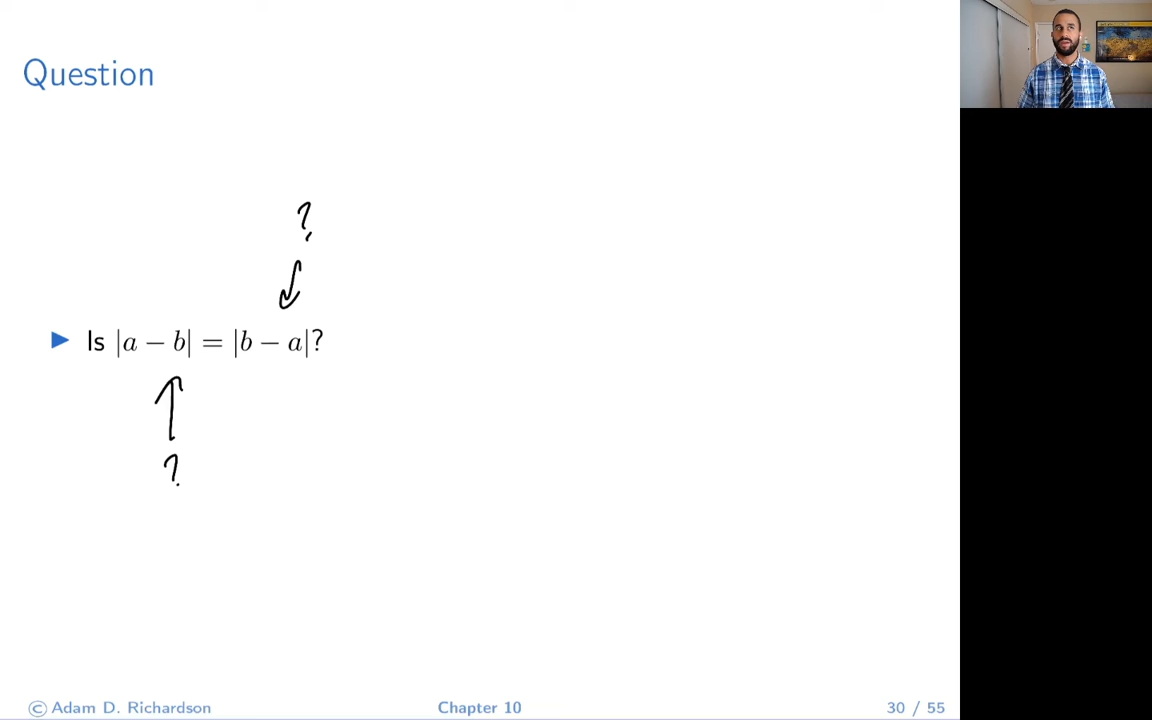 Question
?
Is |a − b| = |b − a|?
?
© Adam D. Richardson
Chapter 10
30 / 55